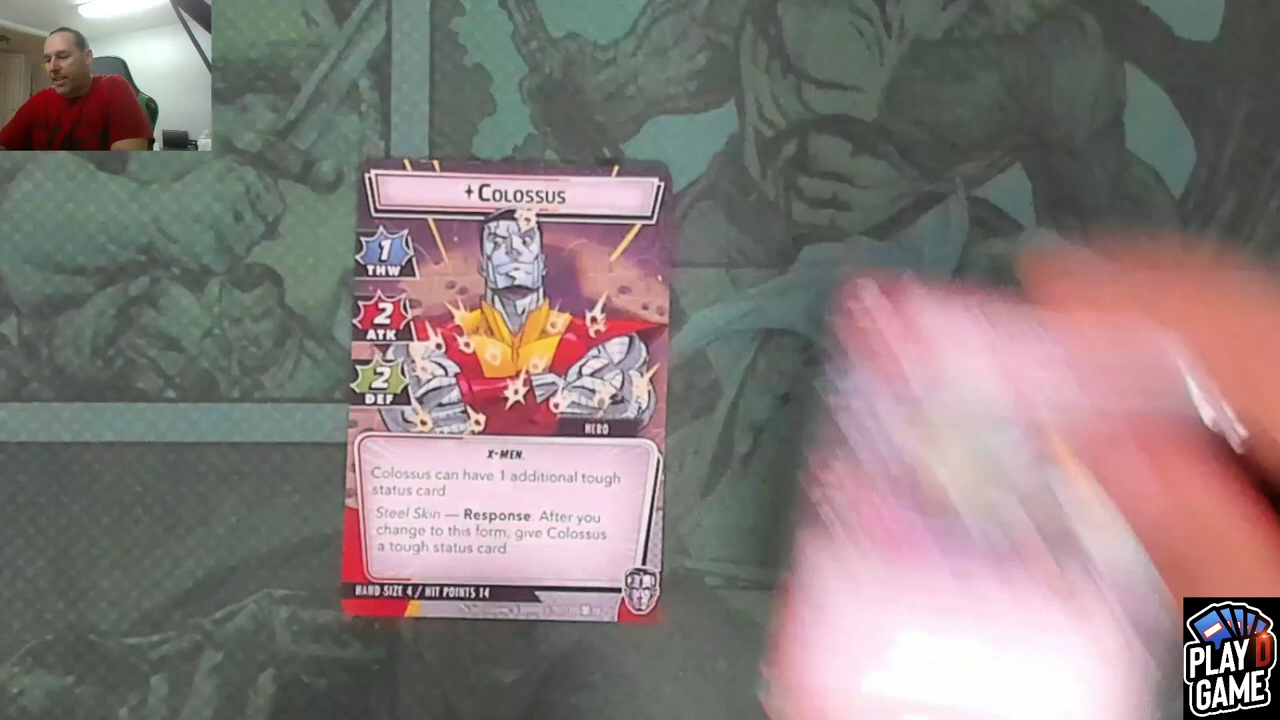 COLOSSUS
1
THW
2
ATK
2
DEF
HERO
X-MEN.
Colossus can have 1 additional tough
status card
Steel Skin — Response. After you
change to this form, give Colossus
a tough status card
HAND SIZE 4 / HIT POINTS 14
PLAY D
GAME